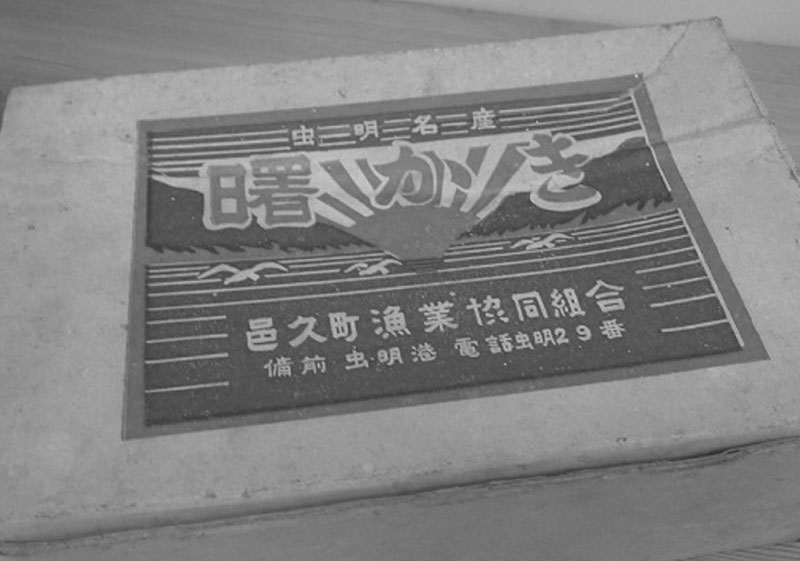 虫明名産
曙かき
邑久町漁業協同組合
備前 虫明港 電話虫明29番